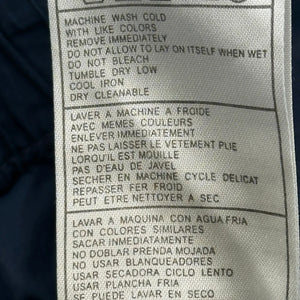 MACHINE WASH COLD
WITH LIKE COLORS
REMOVE IMMEDIATELY
DO NOT ALLOW TO LAY ON ITSELF WHEN WET
DO NOT BLEACH
TUMBLE DRY LOW
COOL IRON
DRY CLEANABLE
LAVER A MACHINE A FROIDE
AVEC MEMES COULEURS
ENLEVER IMMEDIATEMENT
NE PAS LAISSER LE VETEMENT PLIE
LORQU'IL EST MOUILLE
PAS D'EAU DE JAVEL
SECHER EN MACHINE CYCLE DELICAT
REPASSER FER FROID
PEUT ETRE NETTOYER A SEC
LAVAR A MAQUINA CON AGUA FRIA
CON COLORES SIMILARES
SACAR INMEDIATAMENTE
NO DOBLAR PRENDA MOJADA
NO USAR BLANQUEADORES
USAR SECADORA CICLO LENTO
USAR PLANCHA FRIA
SE PUEDE LAVAR EN SECO